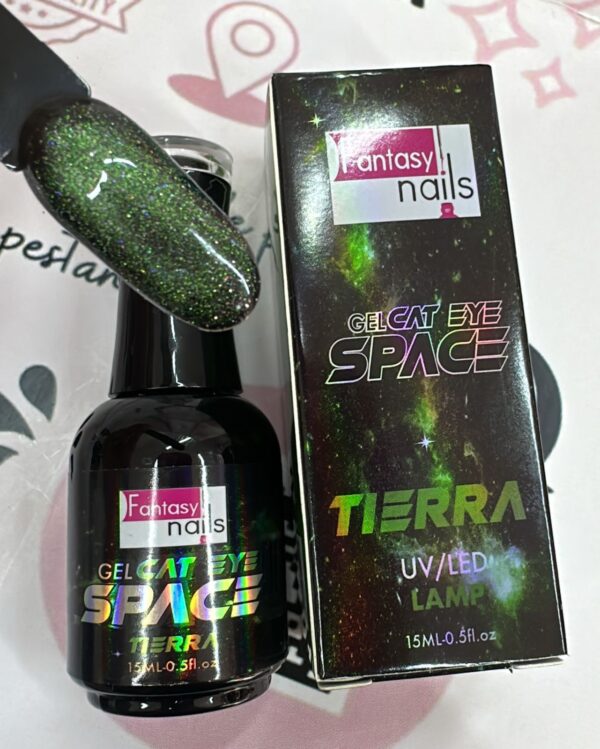 QUALITY
Fantasy
nails
GEL CAT EYE
SPACE
TIERRA
UV/LED
LAMP
15ML-0.5fl.oz
Fantasy
nails
GEL CAT EYE
SPACE
TIERRA
15ML-0.5fl.oz